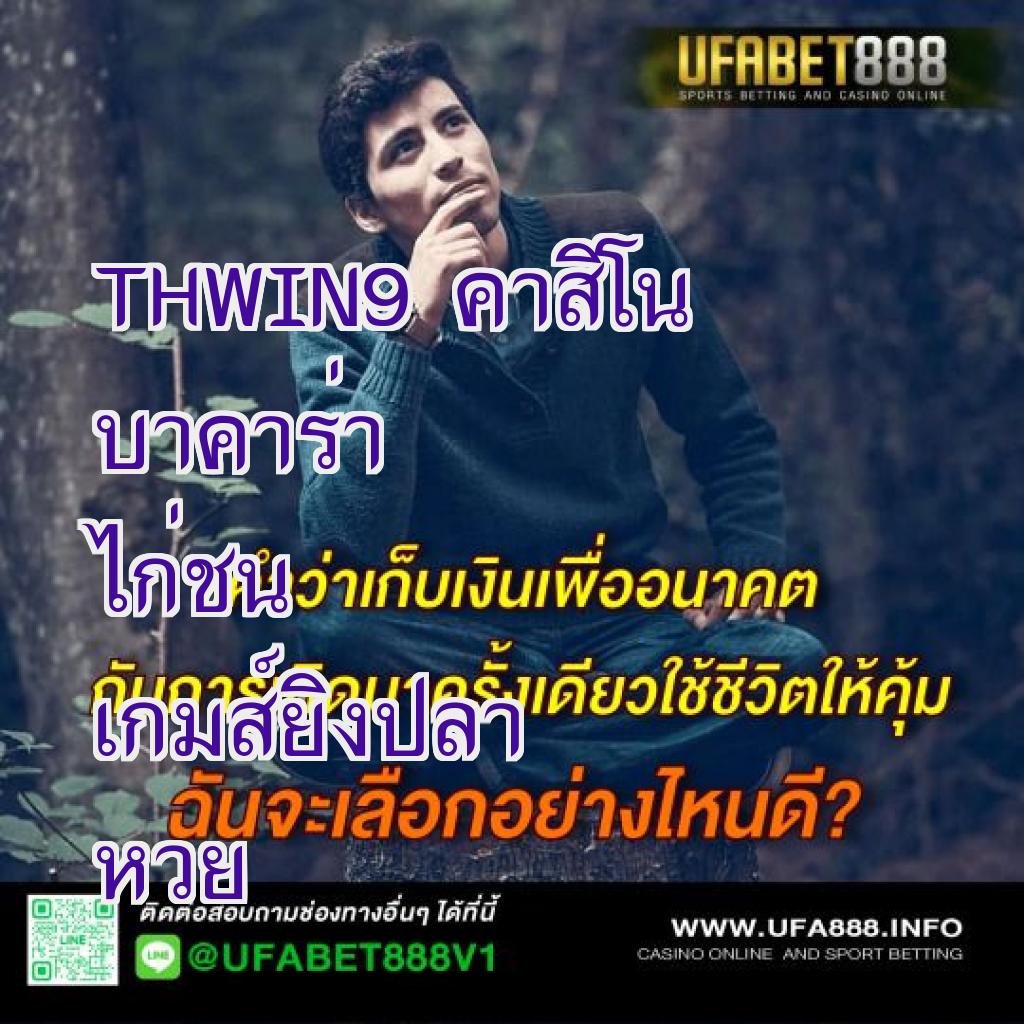 UFABET888
SPORTS BETTING AND CASINO ONLINE
THWIN9 คาสิโน
บาคาร่า
ไก่ชน
ว่าเก็บเงินเพื่ออนาคต
เกมส์ยิงปลา
ครั้งเดียวใช้ชีวิตให้คุ้ม
ฉันจะเลือกอย่างไหนดี?
หวย
ติดต่อสอบถามช่องทางอื่นๆ ได้ที่นี้
LINE
LINE @UFABET888V1
WWW.UFA888.INFO
CASINO ONLINE AND SPORT BETTING